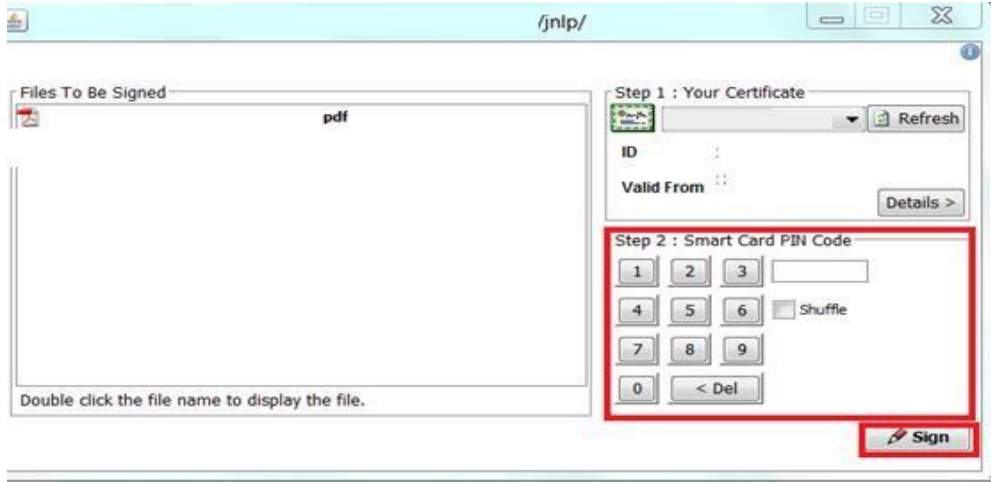 /jnlp/
Files To Be Signed
pdf
Double click the file name to display the file.
Step 1 : Your Certificate
Refresh
ID :
Valid From ::
Details >
Step 2 : Smart Card PIN Code
1 2 3
4 5 6 Shuffle
7 8 9
0 < Del
Sign